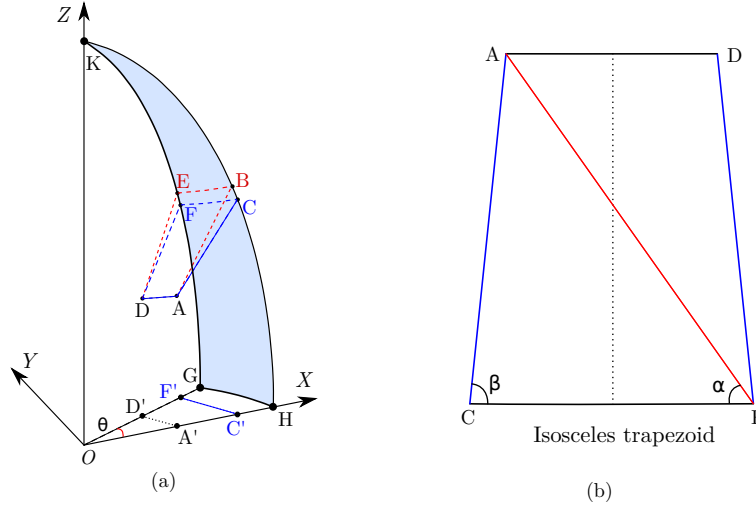 Z
K
E
B
F
C
D
A
Y
G
X
F'
D'
θ
H
C'
A'
O
(a)
A
D
β
α
C
Isosceles trapezoid
(b)